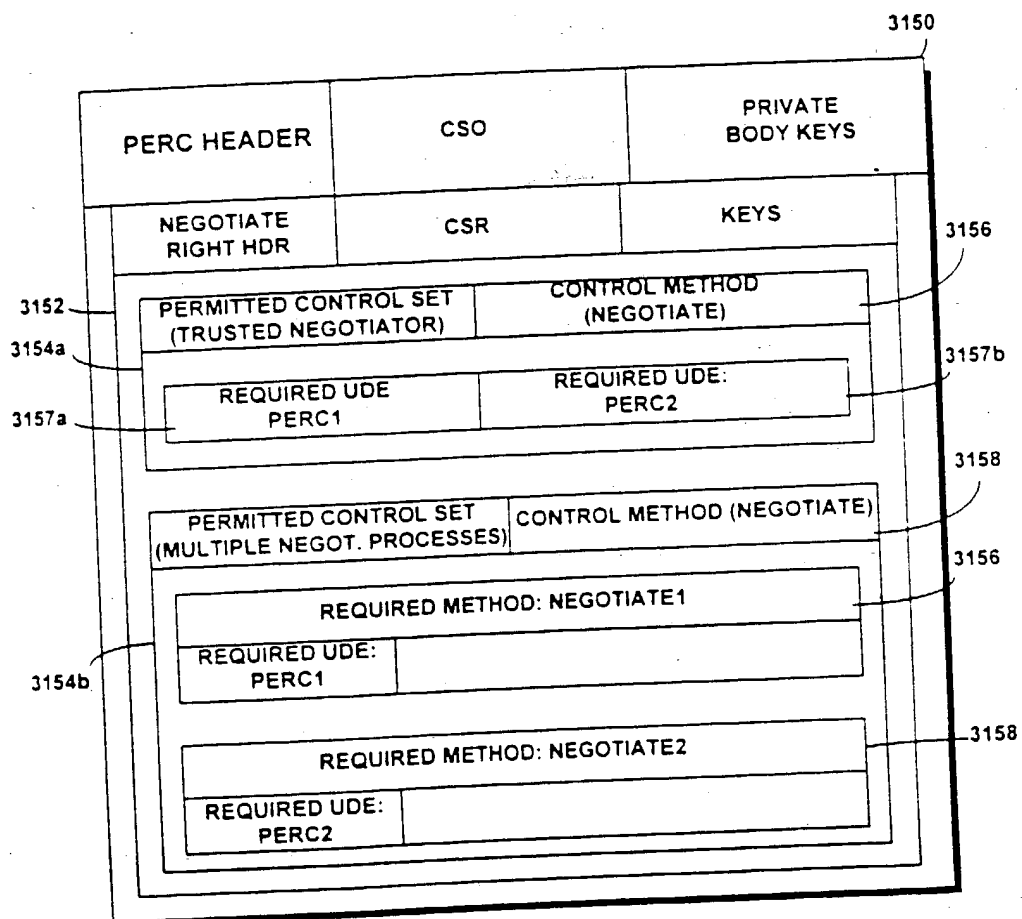 3150
PERC HEADER
CSO
PRIVATE
BODY KEYS
NEGOTIATE
RIGHT HDR
CSR
KEYS
3156
3152
PERMITTED CONTROL SET
(TRUSTED NEGOTIATOR)
CONTROL METHOD
(NEGOTIATE)
3154a
3157b
REQUIRED UDE
PERC1
REQUIRED UDE:
PERC2
3157a
3158
PERMITTED CONTROL SET
(MULTIPLE NEGOT. PROCESSES)
CONTROL METHOD (NEGOTIATE)
3156
REQUIRED METHOD: NEGOTIATE1
REQUIRED UDE:
PERC1
3154b
REQUIRED METHOD: NEGOTIATE2
3158
REQUIRED UDE:
PERC2